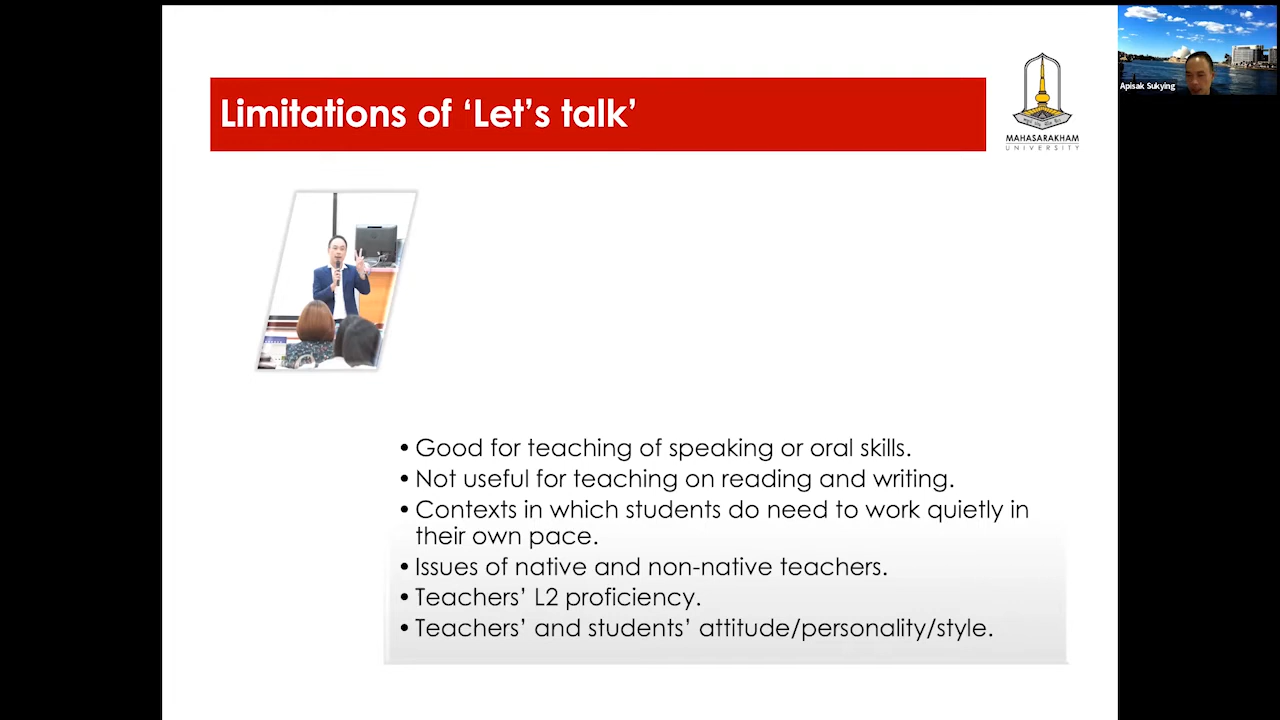 Limitations of ‘Let’s talk’
MAHASARAKHAM
UNIVERSITY
Apisak Sukying
• Good for teaching of speaking or oral skills.
• Not useful for teaching on reading and writing.
• Contexts in which students do need to work quietly in
their own pace.
• Issues of native and non-native teachers.
• Teachers’ L2 proficiency.
• Teachers’ and students’ attitude/personality/style.